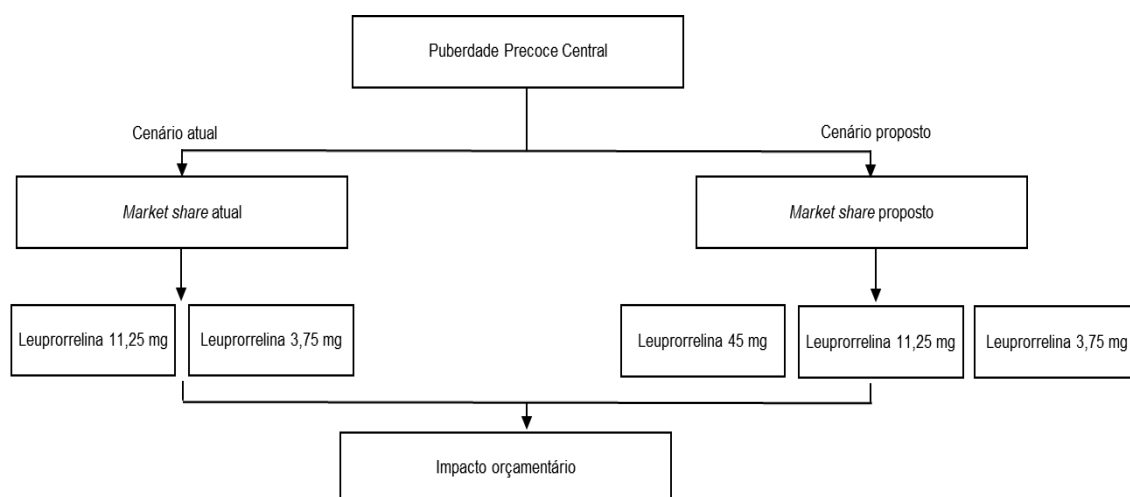 Puberdade Precoce Central
Cenário atual
Cenário proposto
Market share atual
Market share proposto
Leuprorrelina 11,25 mg
Leuprorrelina 3,75 mg
Leuprorrelina 45 mg
Leuprorrelina 11,25 mg
Leuprorrelina 3,75 mg
Impacto orçamentário